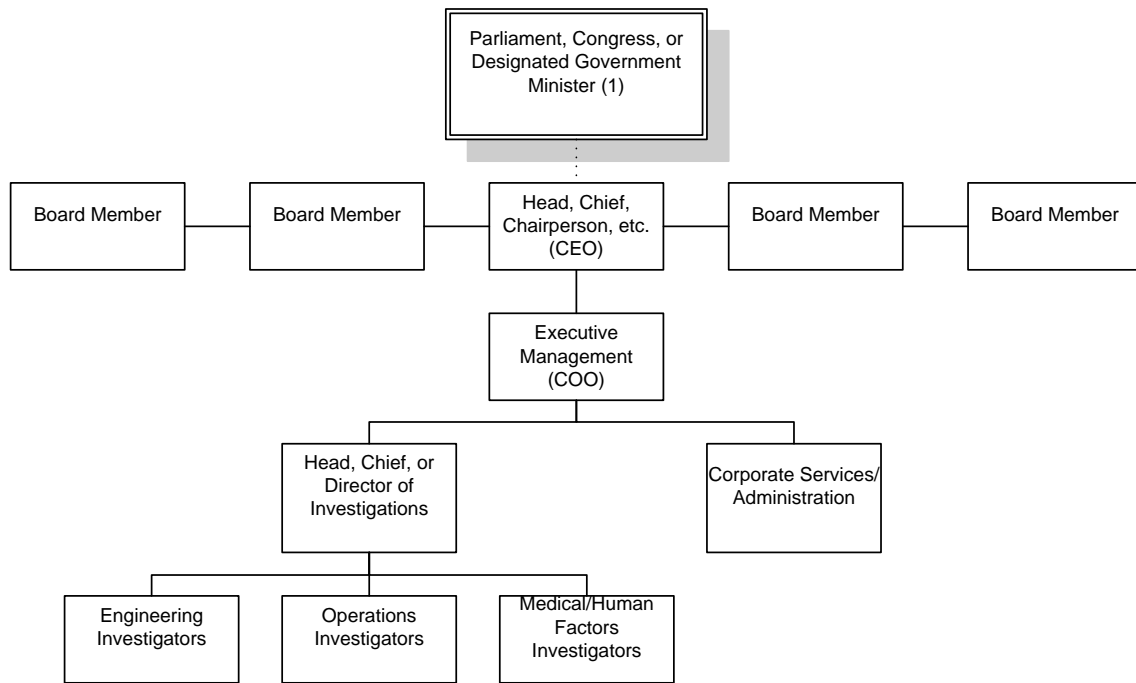 Parliament, Congress, or
Designated Government
Minister (1)
Board Member
Board Member
Head, Chief,
Chairperson, etc.
(CEO)
Board Member
Board Member
Executive
Management
(COO)
Head, Chief, or
Director of
Investigations
Corporate Services/
Administration
Engineering
Investigators
Operations
Investigators
Medical/Human
Factors
Investigators